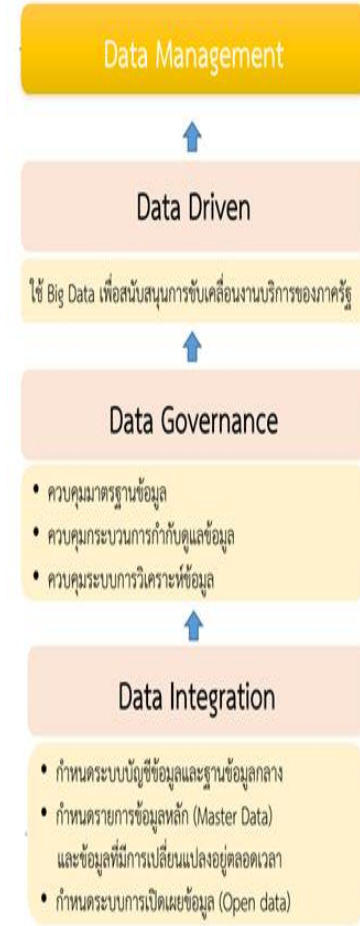 Data Management
Data Driven
ใช้ Big Data เพื่อสนับสนุนการขับเคลื่อนงานบริการของภาครัฐ
Data Governance
• ควบคุมมาตรฐานข้อมูล
• ควบคุมกระบวนการกำกับดูแลข้อมูล
• ควบคุมระบบการวิเคราะห์ข้อมูล
Data Integration
• กำหนดระบบบัญชีข้อมูลและฐานข้อมูลกลาง
• กำหนดรายการข้อมูลหลัก (Master Data)
และข้อมูลที่มีการเปลี่ยนแปลงอยู่ตลอดเวลา
• กำหนดระบบการเปิดเผยข้อมูล (Open data)